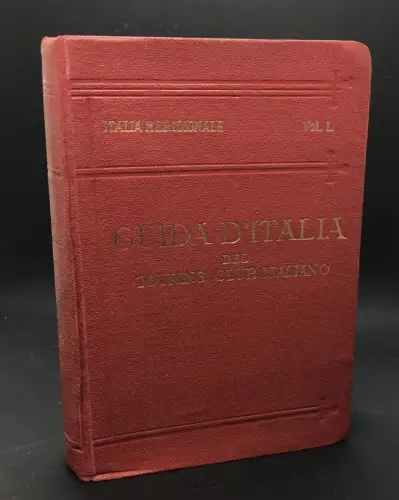 ITALIA MERIDIONALE Vol. I.
GUIDA D'ITALIA
DEL
TOURING CLUB ITALIANO